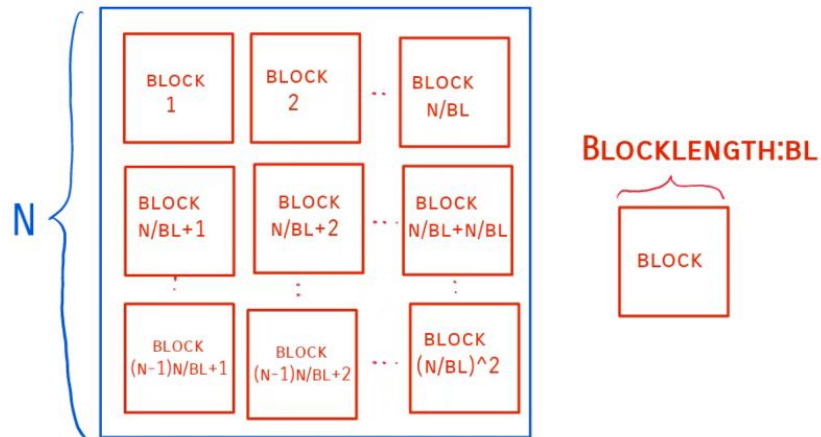 BLOCK
1
BLOCK
2
BLOCK
N/BL
BLOCKLENGTH:BL
N
BLOCK
N/BL+1
BLOCK
N/BL+2
BLOCK
N/BL+N/BL
BLOCK
BLOCK
(N-1)N/BL+1
BLOCK
(N-1)N/BL+2
BLOCK
(N/BL)^2